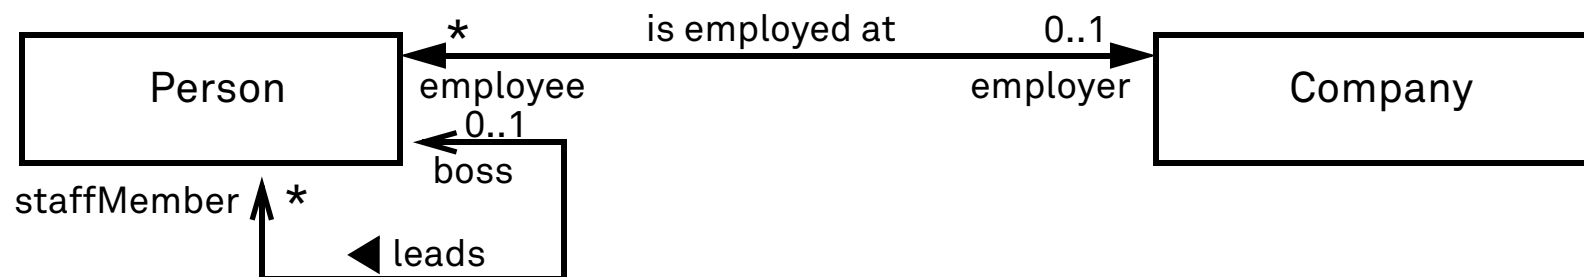 * is employed at 0..1
Person employee employer Company
0..1
boss
staffMember *
leads